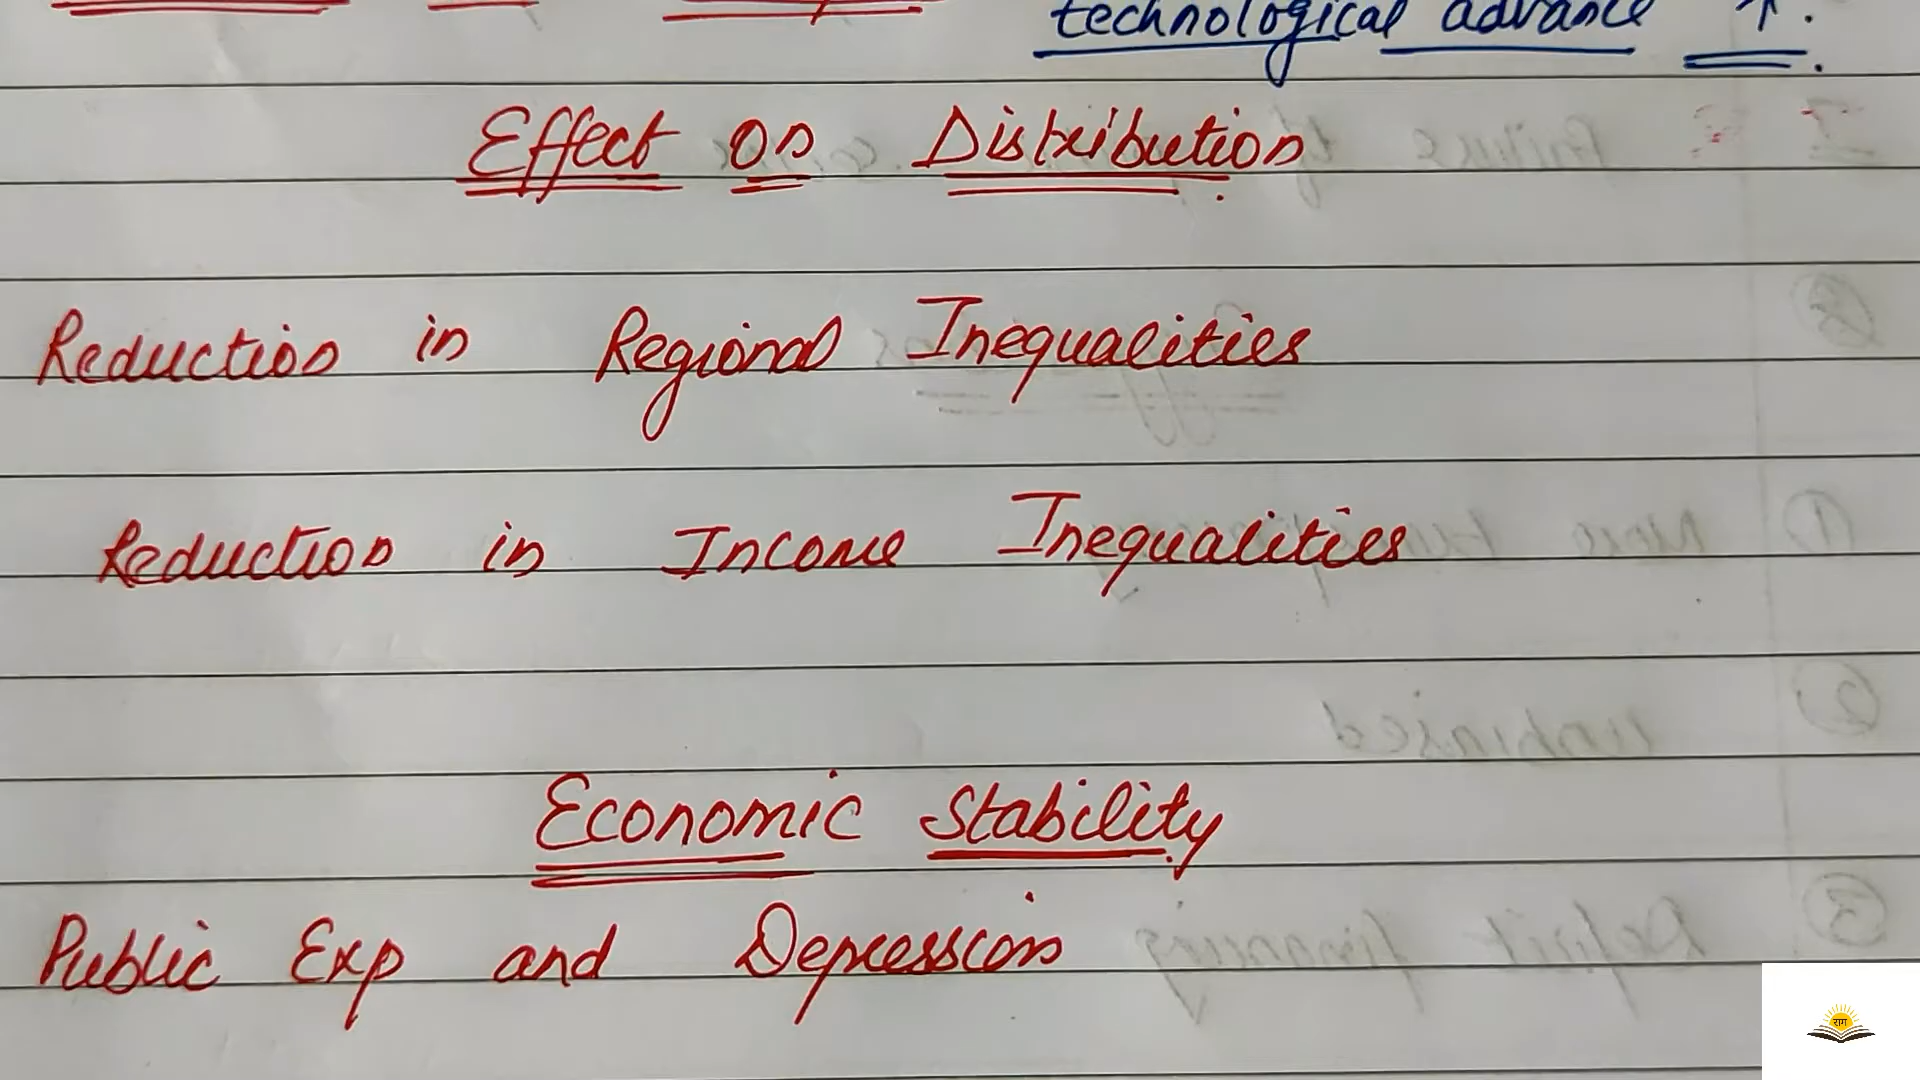 technological advance ↑.
Effect on Distribution
Reduction in Regional Inequalities
Reduction in Income Inequalities
Economic Stability
Public Exp and Depression
राग